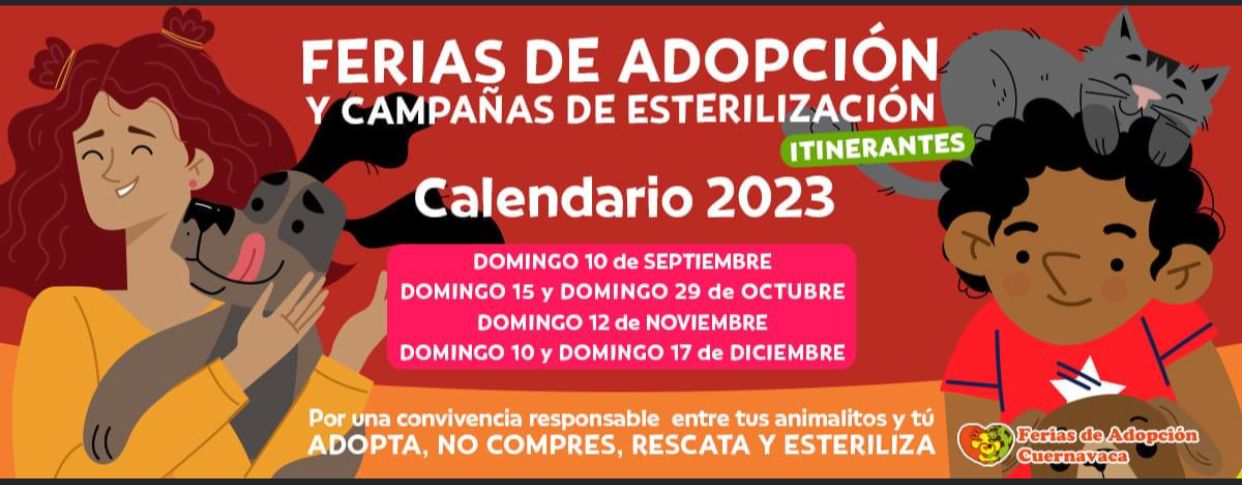 FERIAS DE ADOPCIÓN
Y CAMPAÑAS DE ESTERILIZACIÓN
ITINERANTES
Calendario 2023
DOMINGO 10 de SEPTIEMBRE
DOMINGO 15 y DOMINGO 29 de OCTUBRE
DOMINGO 12 de NOVIEMBRE
DOMINGO 10 y DOMINGO 17 de DICIEMBRE
Por una convivencia responsable entre tus animalitos y tú
ADOPTA, NO COMPRES, RESCATA Y ESTERILIZA
Ferias de Adopción
Cuernavaca